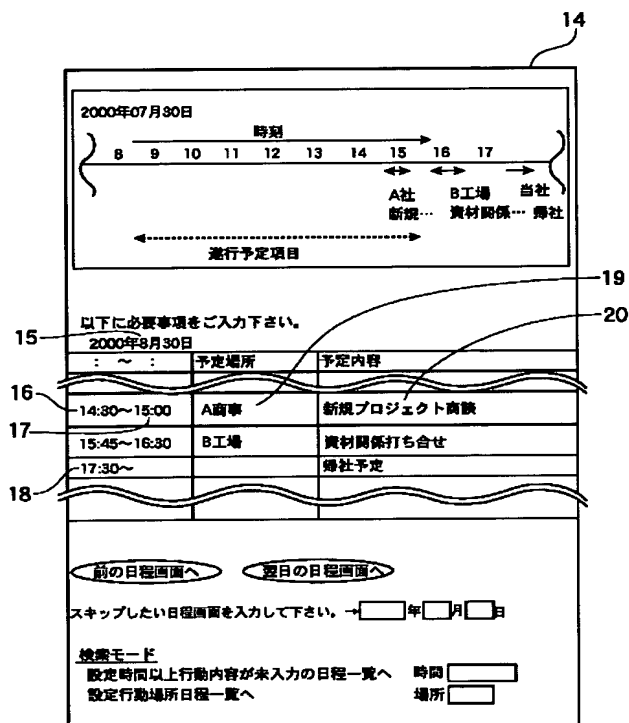 14
2000年07月30日
時刻
8 9 10 11 12 13 14 15 16 17
A社 B工場 当社
新規… 資材関係… 帰社
遂行予定項目
19
以下に必要事項をご入力下さい。
20
15
2000年8月30日
: ～ : 予定場所 予定内容
16 14:30～15:00 A商事 新規プロジェクト商談
17
15:45～16:30 B工場 資材関係打ち合せ
18 17:30～ 帰社予定
前の日程画面へ 翌日の日程画面へ
スキップしたい日程画面を入力して下さい。→ 年 月 日
検索モード
設定時間以上行動内容が未入力の日程一覧へ 時間
設定行動場所日程一覧へ 場所